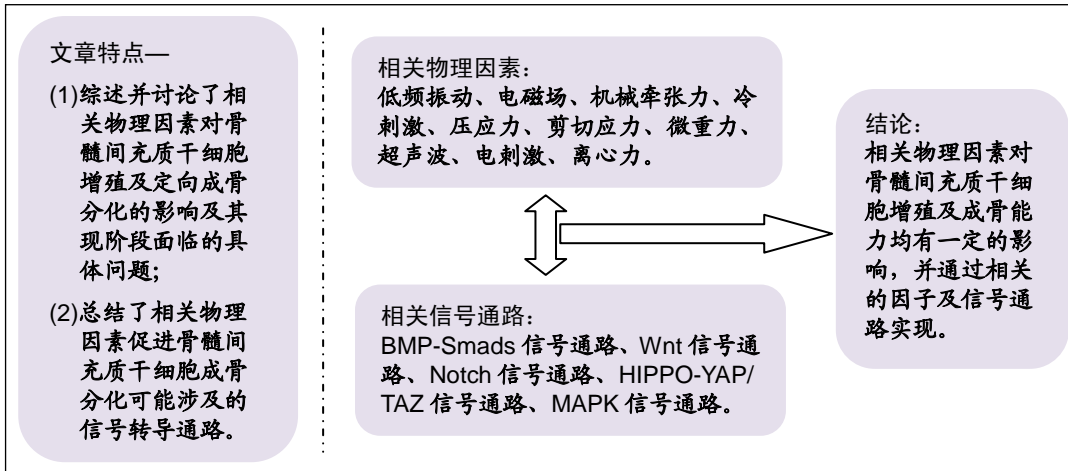 文章特点—
(1)综述并讨论了相
关物理因素对骨
髓间充质干细胞
增殖及定向成骨
分化的影响及其
现阶段面临的具
体问题;
(2)总结了相关物理
因素促进骨髓间
充质干细胞成骨
分化可能涉及的
信号转导通路。
相关物理因素：
低频振动、电磁场、机械牵张力、冷
刺激、压应力、剪切应力、微重力、
超声波、电刺激、离心力。
相关信号通路：
BMP-Smads 信号通路、Wnt 信号通
路、Notch 信号通路、HIPPO-YAP/
TAZ 信号通路、MAPK 信号通路。
结论：
相关物理因素对
骨髓间充质干细
胞增殖及成骨能
力均有一定的影
响，并通过相关
的因子及信号通
路实现。